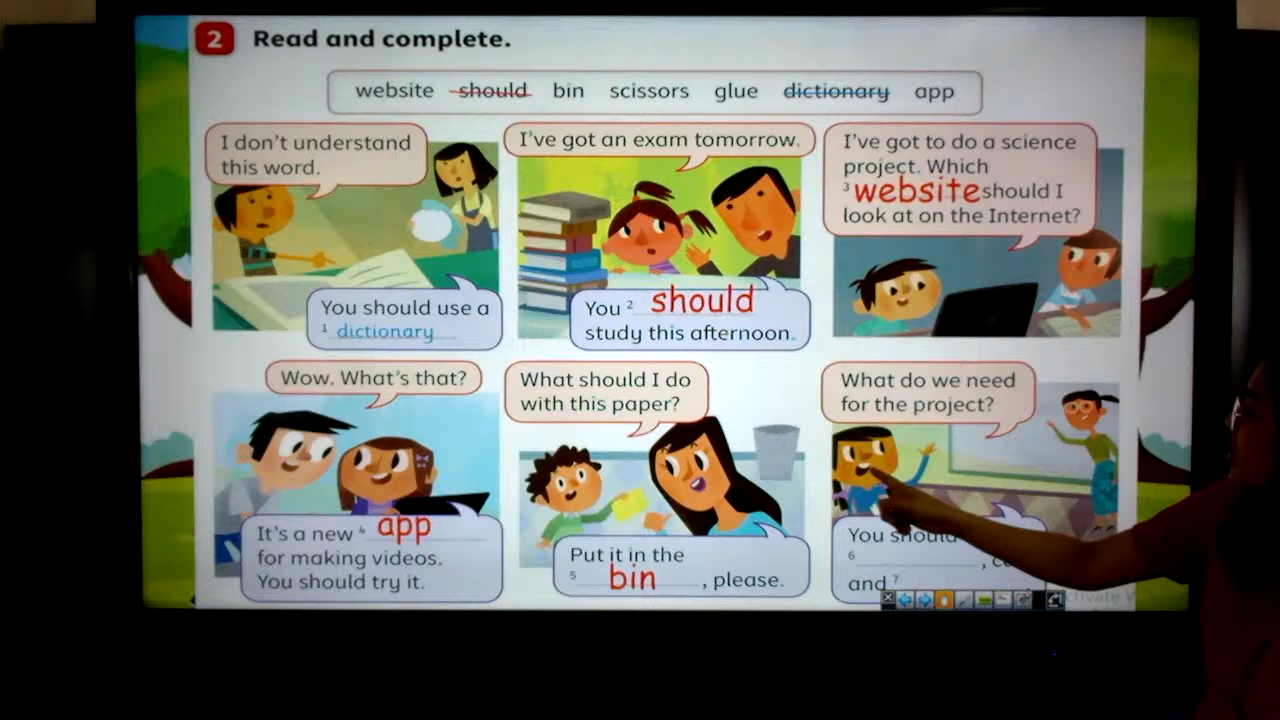 2 Read and complete.
website should bin scissors glue dictionary app
I don't understand
this word.
You should use a
1 dictionary
I've got an exam tomorrow.
You 2 should
study this afternoon.
I've got to do a science
project. Which
3 website should I
look at on the Internet?
Wow. What's that?
It's a new 4 app
for making videos.
You should try it.
What should I do
with this paper?
Put it in the
5 bin, please.
What do we need
for the project?
You should
6 ,
and 7